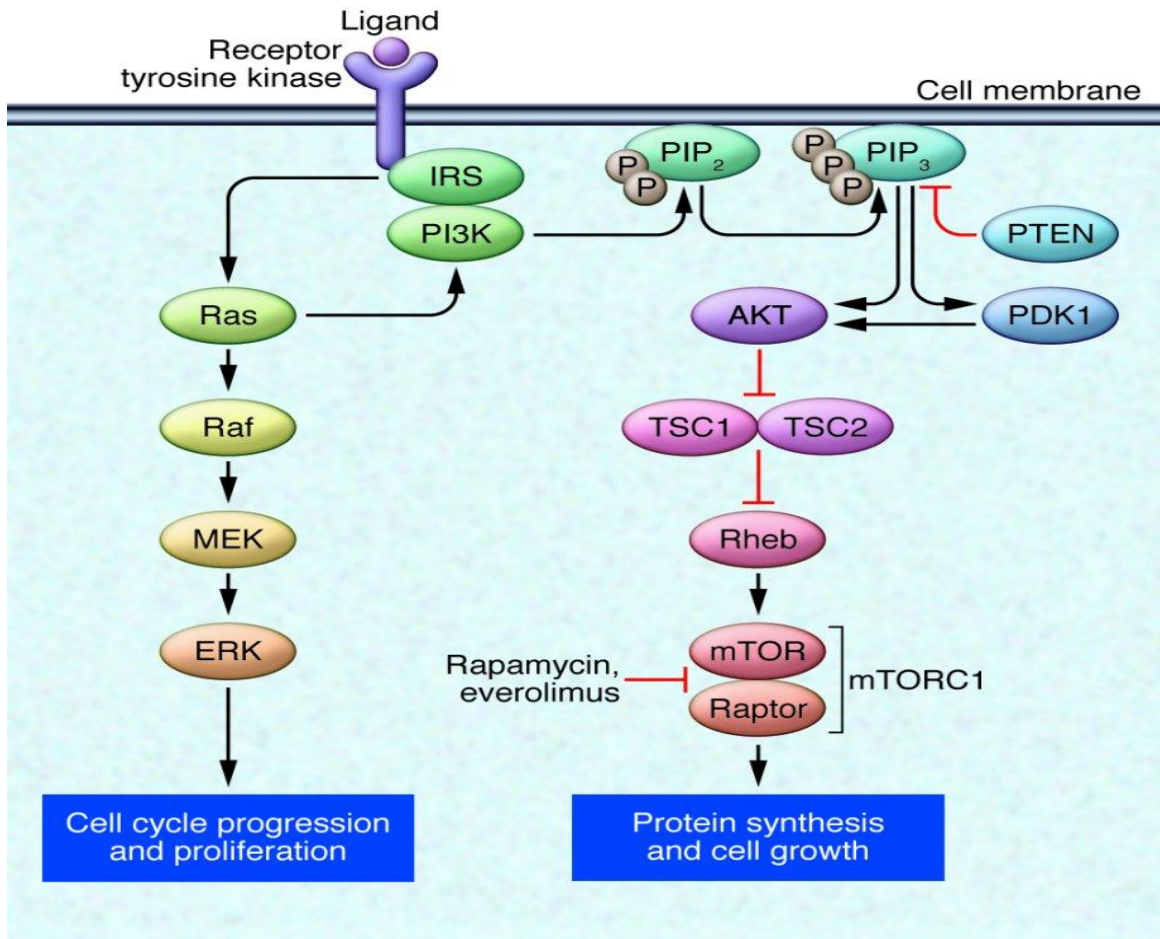 Ligand
Receptor
tyrosine kinase
Cell membrane
IRS
PI3K
P
P
PIP2
P
P
P
PIP3
PTEN
Ras
AKT
PDK1
Raf
TSC1
TSC2
MEK
Rheb
ERK
Rapamycin,
everolimus
mTOR
Raptor
mTORC1
Cell cycle progression
and proliferation
Protein synthesis
and cell growth